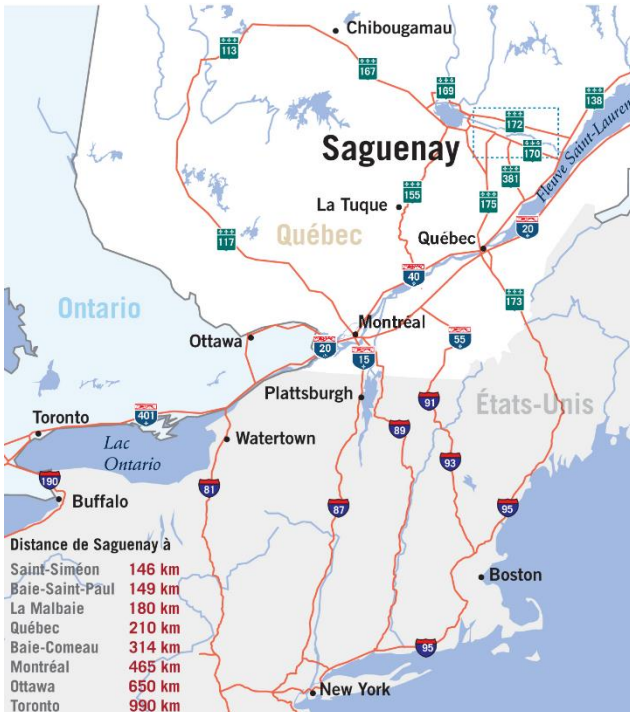 Chibougamau
113
167
169
172
138
170
Saguenay
Fleuve Saint-Laurent
155
381
La Tuque
175
20
117
Québec
Québec
40
173
Ontario
Montréal
Ottawa
20
15
55
Plattsburgh
91
États-Unis
401
Toronto
89
Lac
Ontario
Watertown
93
190
81
87
95
Buffalo
Distance de Saguenay à
Saint-Siméon 146 km
Baie-Saint-Paul 149 km
La Malbaie 180 km
Québec 210 km
Baie-Comeau 314 km
Montréal 465 km
Ottawa 650 km
Toronto 990 km
Boston
95
New York